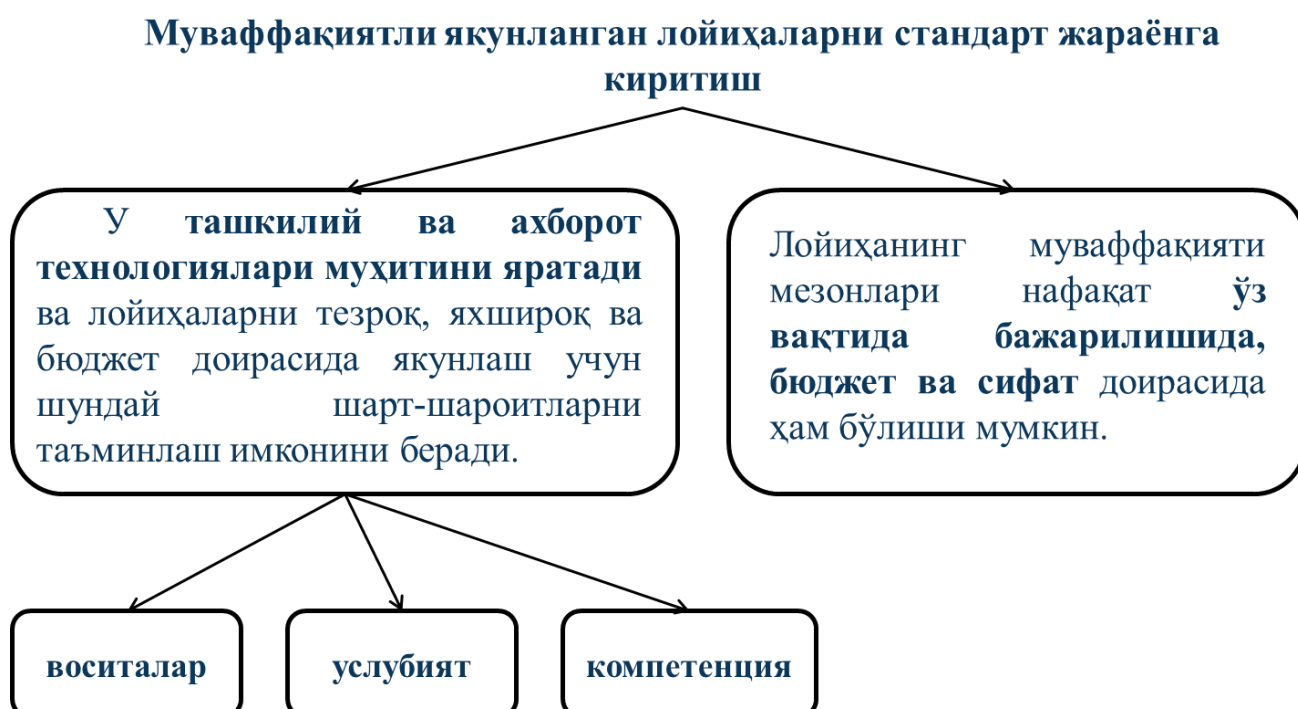 Муваффақиятли якунланган лойиҳаларни стандарт жараёнга
киритиш
У ташкилий ва ахборот
технологиялари муҳитини яратади
ва лойиҳаларни тезроқ, яхшироқ ва
бюджет доирасида якунлаш учун
шундай шарт-шароитларни
таъминлаш имконини беради.
Лойиҳанинг муваффақияти
мезонлари нафақат ўз
вақтида бажарилишида,
бюджет ва сифат доирасида
ҳам бўлиши мумкин.
воситалар
услубият
компетенция